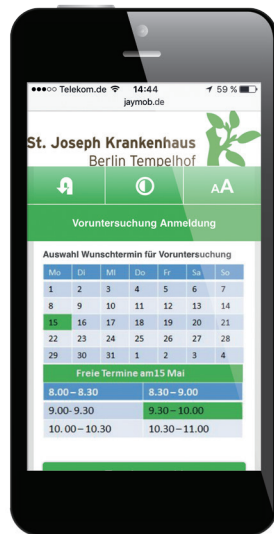 ●●●○○ Telekom.de 14:44 59 %
jaymob.de
St. Joseph Krankenhaus
Berlin Tempelhof
AA
Voruntersuchung Anmeldung
Auswahl Wunschtermin für Voruntersuchung
Mo Di MI Do Fr Sa So
1 2 3 4 5 6 7
8 9 10 11 12 13 14
15 16 17 18 19 20 21
22 23 24 25 26 27 28
29 30 31 1 2 3 4
Freie Termine am15 Mai
8.00 – 8.30 8.30 – 9.00
9.00- 9.30 9.30 – 10.00
10. 00 – 10.30 10.30 – 11.00